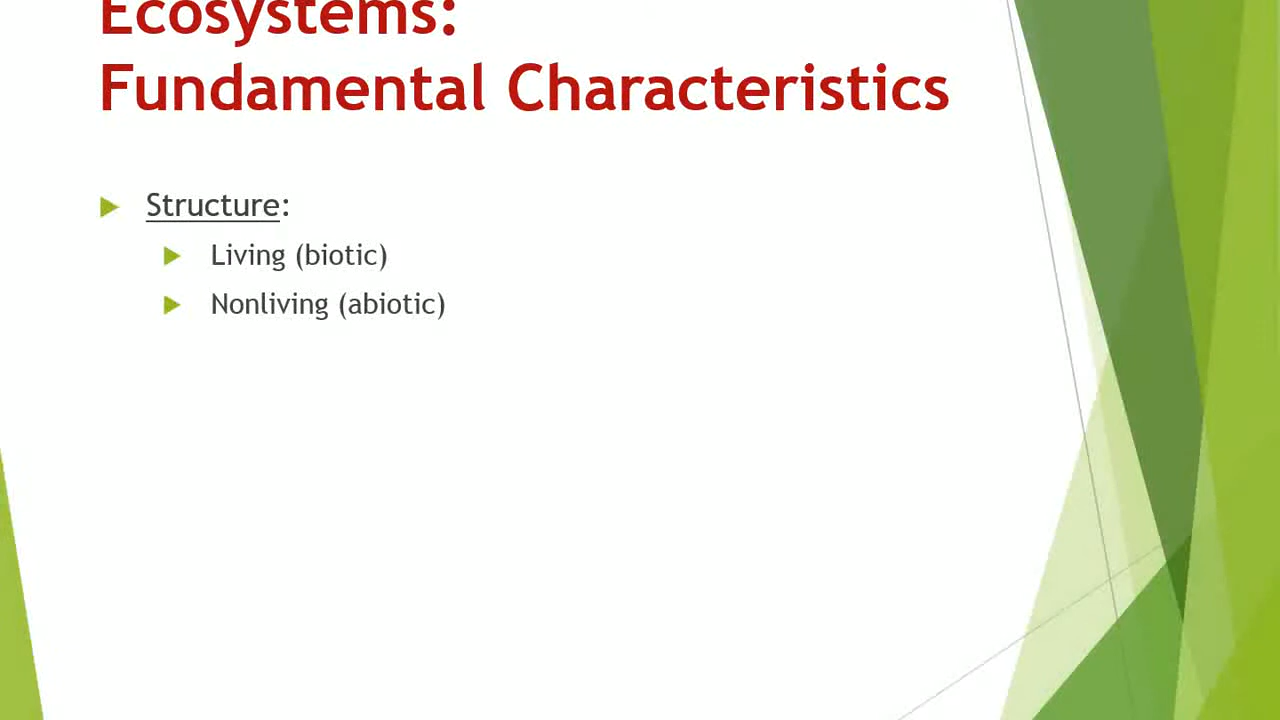 Ecosystems:
Fundamental Characteristics
Structure:
Living (biotic)
Nonliving (abiotic)